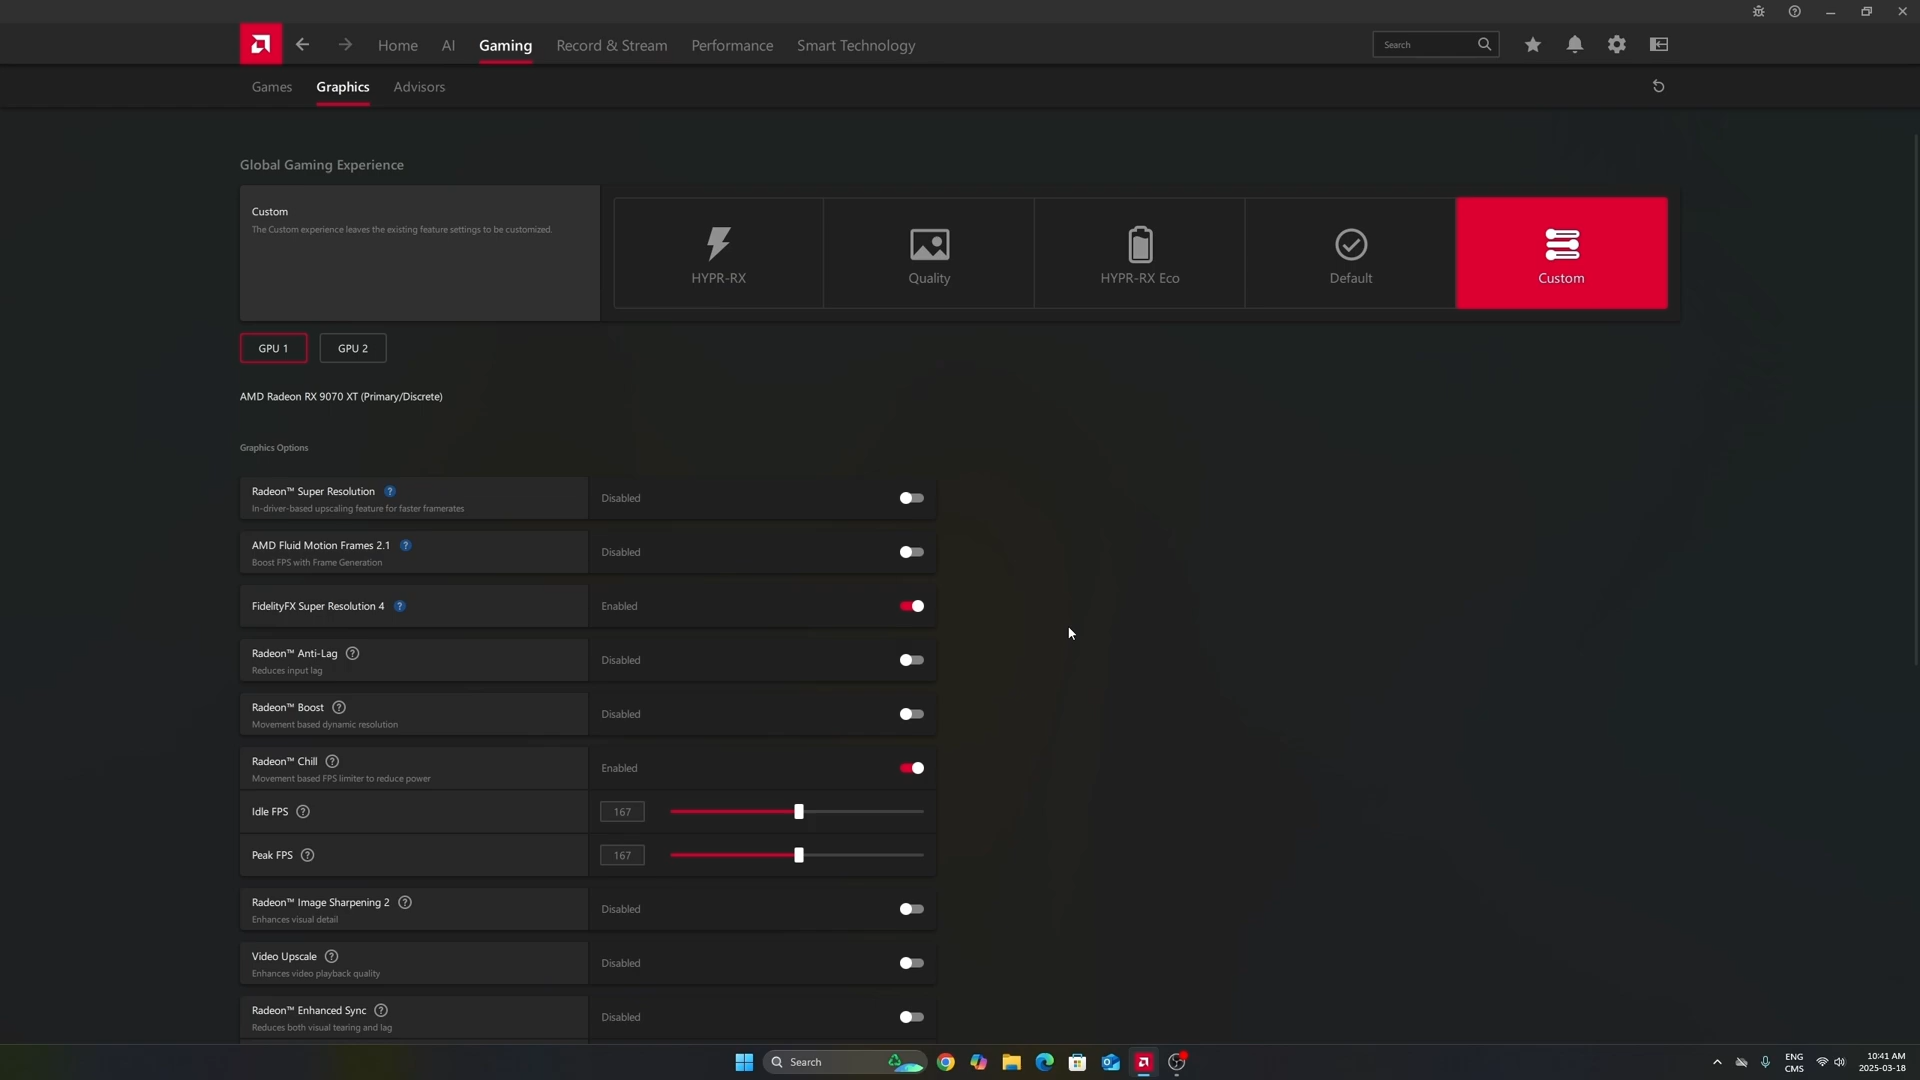 Home AI Gaming Record & Stream Performance Smart Technology Search
Games Graphics Advisors
Global Gaming Experience
Custom
The Custom experience leaves the existing feature settings to be customized.
HYPR-RX Quality HYPR-RX Eco Default Custom
GPU 1 GPU 2
AMD Radeon RX 9070 XT (Primary/Discrete)
Graphics Options
Radeon™ Super Resolution ?
In-driver-based upscaling feature for faster framerates
Disabled
AMD Fluid Motion Frames 2.1 ?
Boost FPS with Frame Generation
Disabled
FidelityFX Super Resolution 4 ?
Enabled
Radeon™ Anti-Lag ?
Reduces input lag
Disabled
Radeon™ Boost ?
Movement based dynamic resolution
Disabled
Radeon™ Chill ?
Movement based FPS limiter to reduce power
Enabled
Idle FPS ? 167
Peak FPS ? 167
Radeon™ Image Sharpening 2 ?
Enhances visual detail
Disabled
Video Upscale ?
Enhances video playback quality
Disabled
Radeon™ Enhanced Sync ?
Reduces both visual tearing and lag
Disabled
Search
ENG
CMS
10:41 AM
2025-03-18